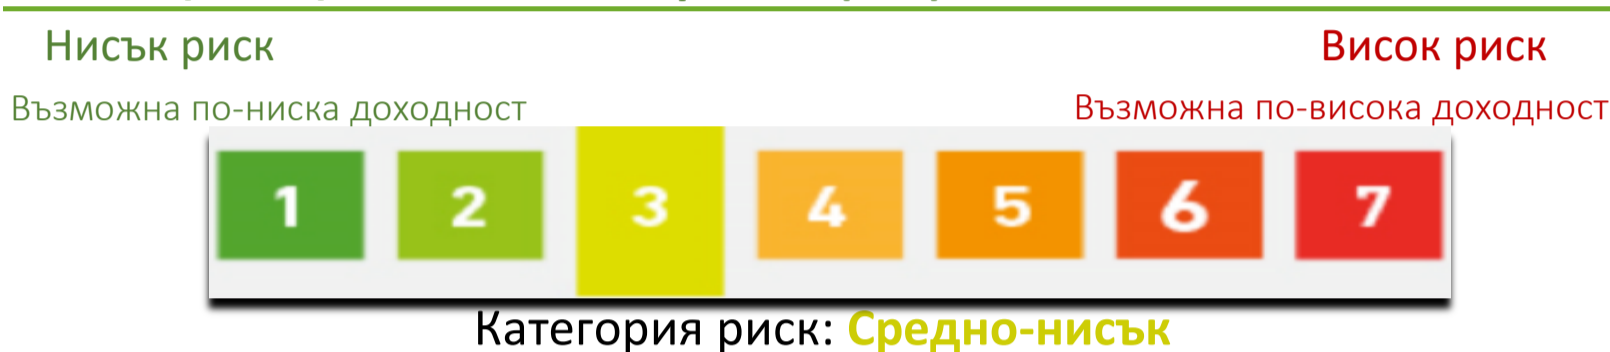 Нисък риск Висок риск
Възможна по-ниска доходност Възможна по-висока доходност
1 2 3 4 5 6 7
Категория риск: Средно-нисък